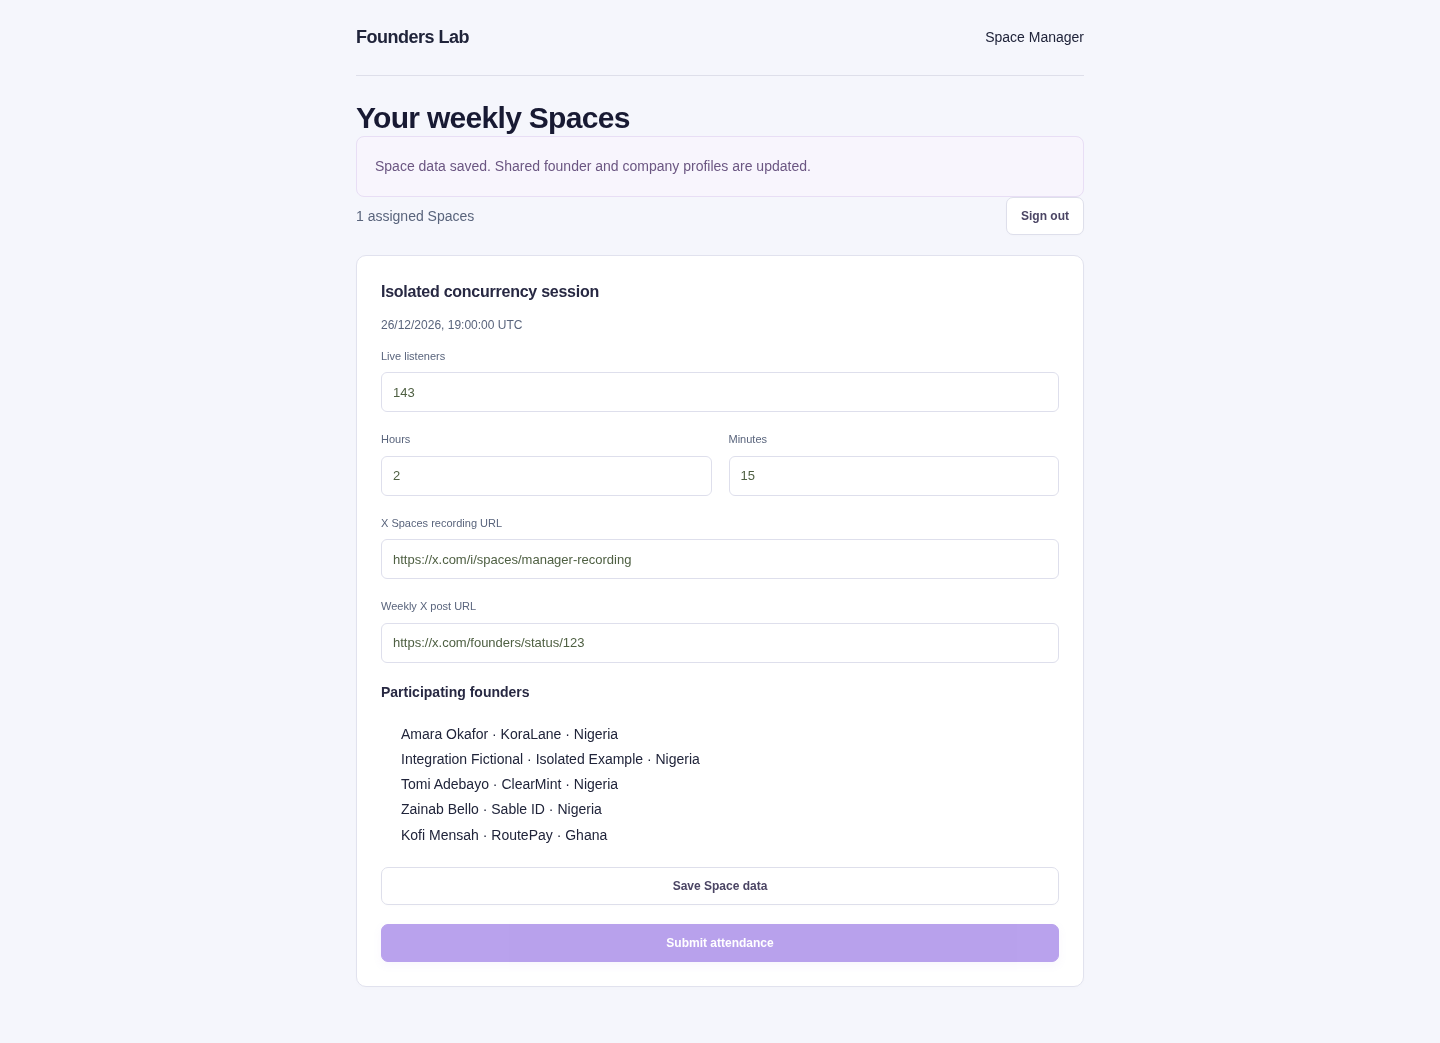 Founders Lab
Space Manager
Your weekly Spaces
Space data saved. Shared founder and company profiles are updated.
1 assigned Spaces
Sign out
Isolated concurrency session
26/12/2026, 19:00:00 UTC
Live listeners
143
Hours
Minutes
2
15
X Spaces recording URL
https://x.com/i/spaces/manager-recording
Weekly X post URL
https://x.com/founders/status/123
Participating founders
Amara Okafor · KoraLane · Nigeria
Integration Fictional · Isolated Example · Nigeria
Tomi Adebayo · ClearMint · Nigeria
Zainab Bello · Sable ID · Nigeria
Kofi Mensah · RoutePay · Ghana
Save Space data
Submit attendance